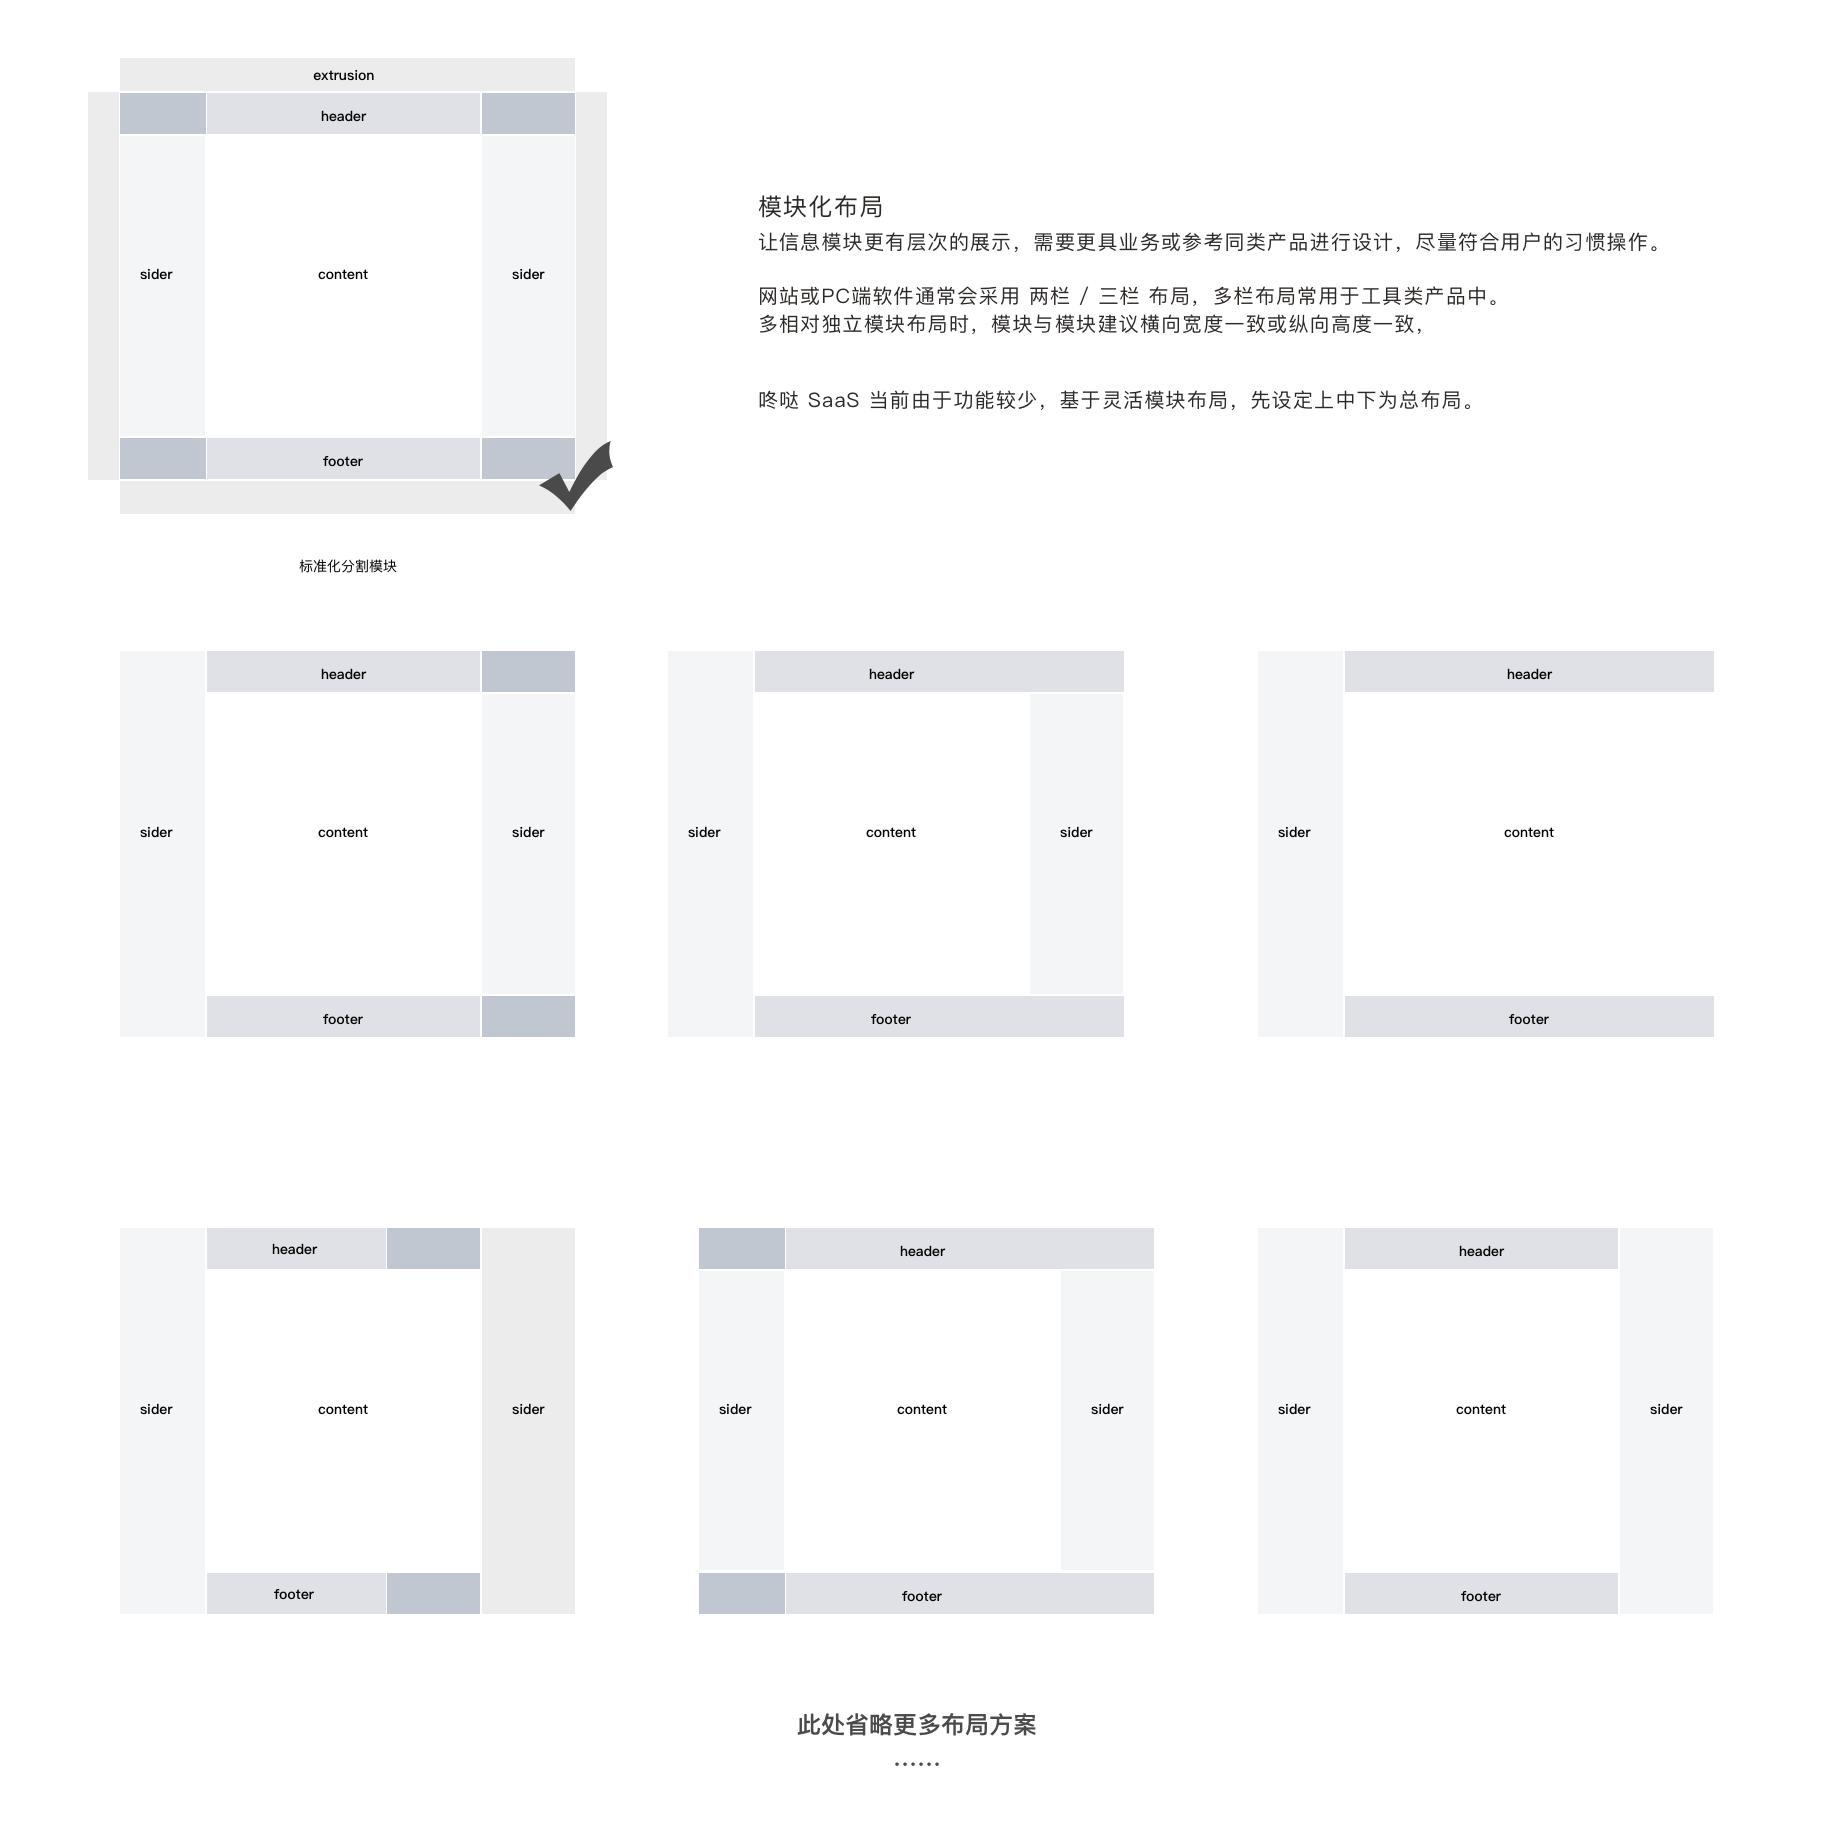 extrusion
header
sider
content
sider
footer
标准化分割模块
模块化布局
让信息模块更有层次的展示，需要更具业务或参考同类产品进行设计，尽量符合用户的习惯操作。
网站或PC端软件通常会采用 两栏 / 三栏 布局，多栏布局常用于工具类产品中。
多相对独立模块布局时，模块与模块建议横向宽度一致或纵向高度一致，
咚哒 SaaS 当前由于功能较少，基于灵活模块布局，先设定上中下为总布局。
header
sider
content
sider
footer
header
sider
content
sider
footer
header
sider
content
footer
header
sider
content
sider
footer
header
sider
content
sider
footer
header
sider
content
sider
footer
此处省略更多布局方案
......